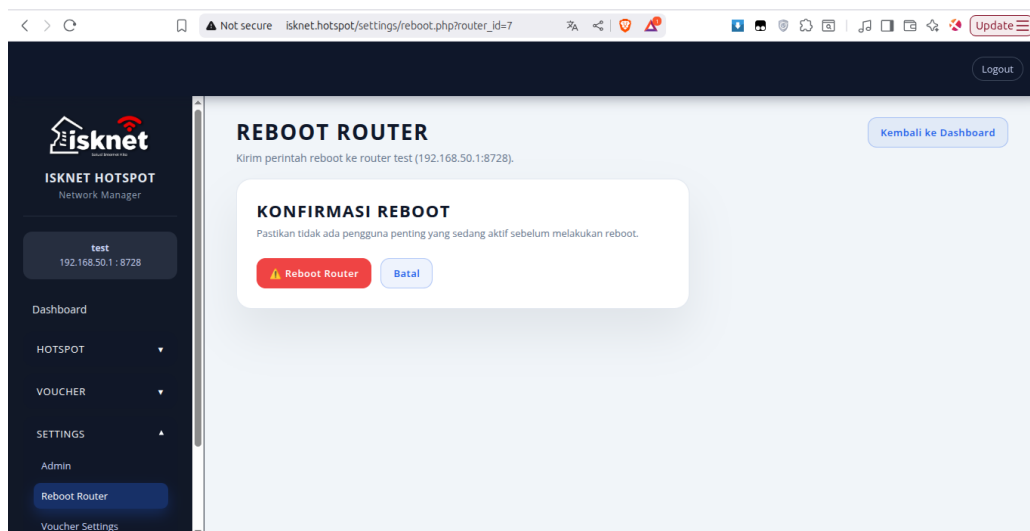 Not secure isknet.hotspot/settings/reboot.php?router_id=7
Update
Logout
isknet
ISKNET HOTSPOT
Network Manager
test
192.168.50.1 : 8728
Dashboard
HOTSPOT
VOUCHER
SETTINGS
Admin
Reboot Router
Voucher Settings
REBOOT ROUTER
Kembali ke Dashboard
Kirim perintah reboot ke router test (192.168.50.1:8728).
KONFIRMASI REBOOT
Pastikan tidak ada pengguna penting yang sedang aktif sebelum melakukan reboot.
Reboot Router
Batal